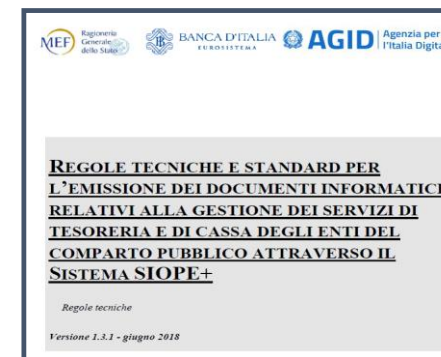 MEF Ragioneria Generale dello Stato BANCA D'ITALIA EUROSISTEMA AGID Agenzia per l'Italia Digita
REGOLE TECNICHE E STANDARD PER
L'EMISSIONE DEI DOCUMENTI INFORMATICI
RELATIVI ALLA GESTIONE DEI SERVIZI DI
TESORERIA E DI CASSA DEGLI ENTI DEL
COMPARTO PUBBLICO ATTRAVERSO IL
SISTEMA SIOPE+
Regole tecniche
Versione 1.3.1 - giugno 2018